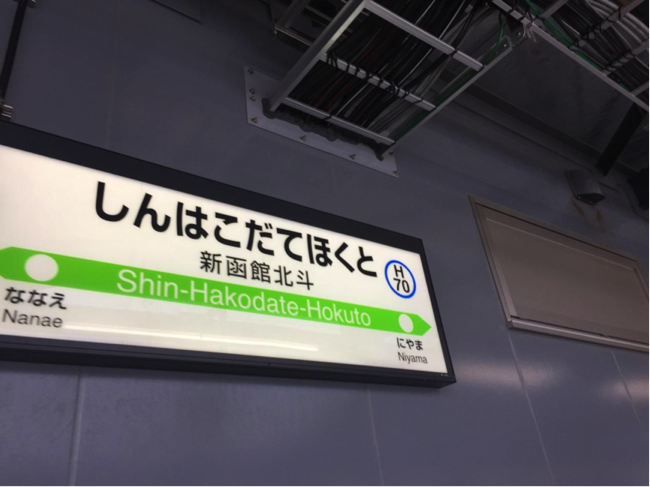 しんはこだてほくと
新函館北斗
H
70
Shin-Hakodate-Hokuto
ななえ
Nanae
にやま
Niyama